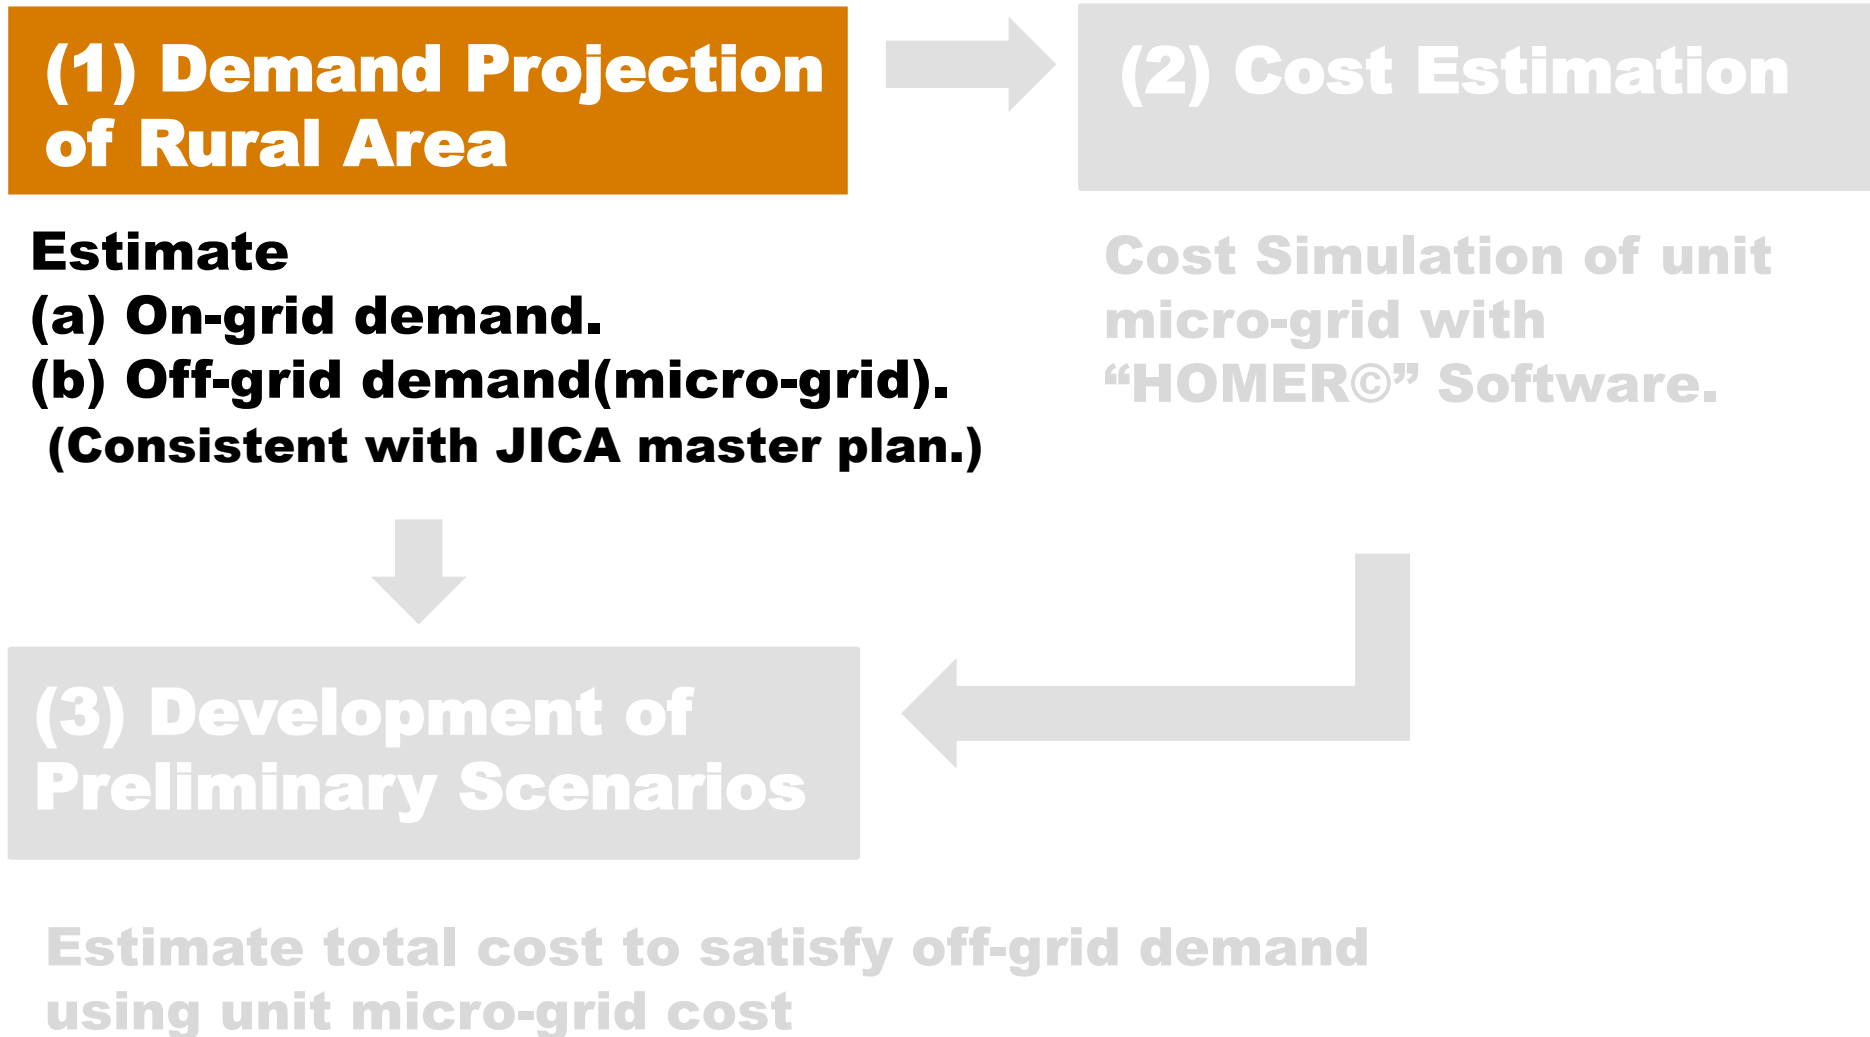 (1) Demand Projection
of Rural Area
Estimate
(a) On-grid demand.
(b) Off-grid demand(micro-grid).
(Consistent with JICA master plan.)
(2) Cost Estimation
Cost Simulation of unit
micro-grid with
“HOMER©” Software.
(3) Development of
Preliminary Scenarios
Estimate total cost to satisfy off-grid demand
using unit micro-grid cost